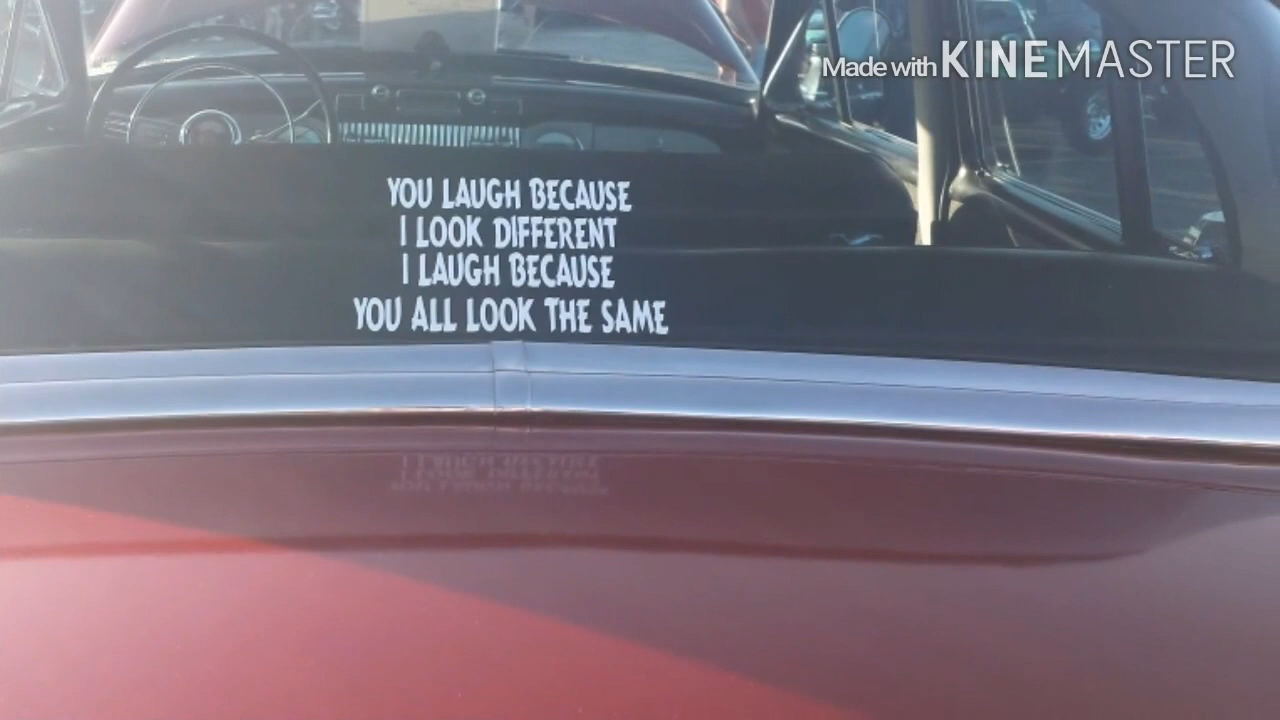 Made with KINEMASTER
YOU LAUGH BECAUSE
I LOOK DIFFERENT
I LAUGH BECAUSE
YOU ALL LOOK THE SAME